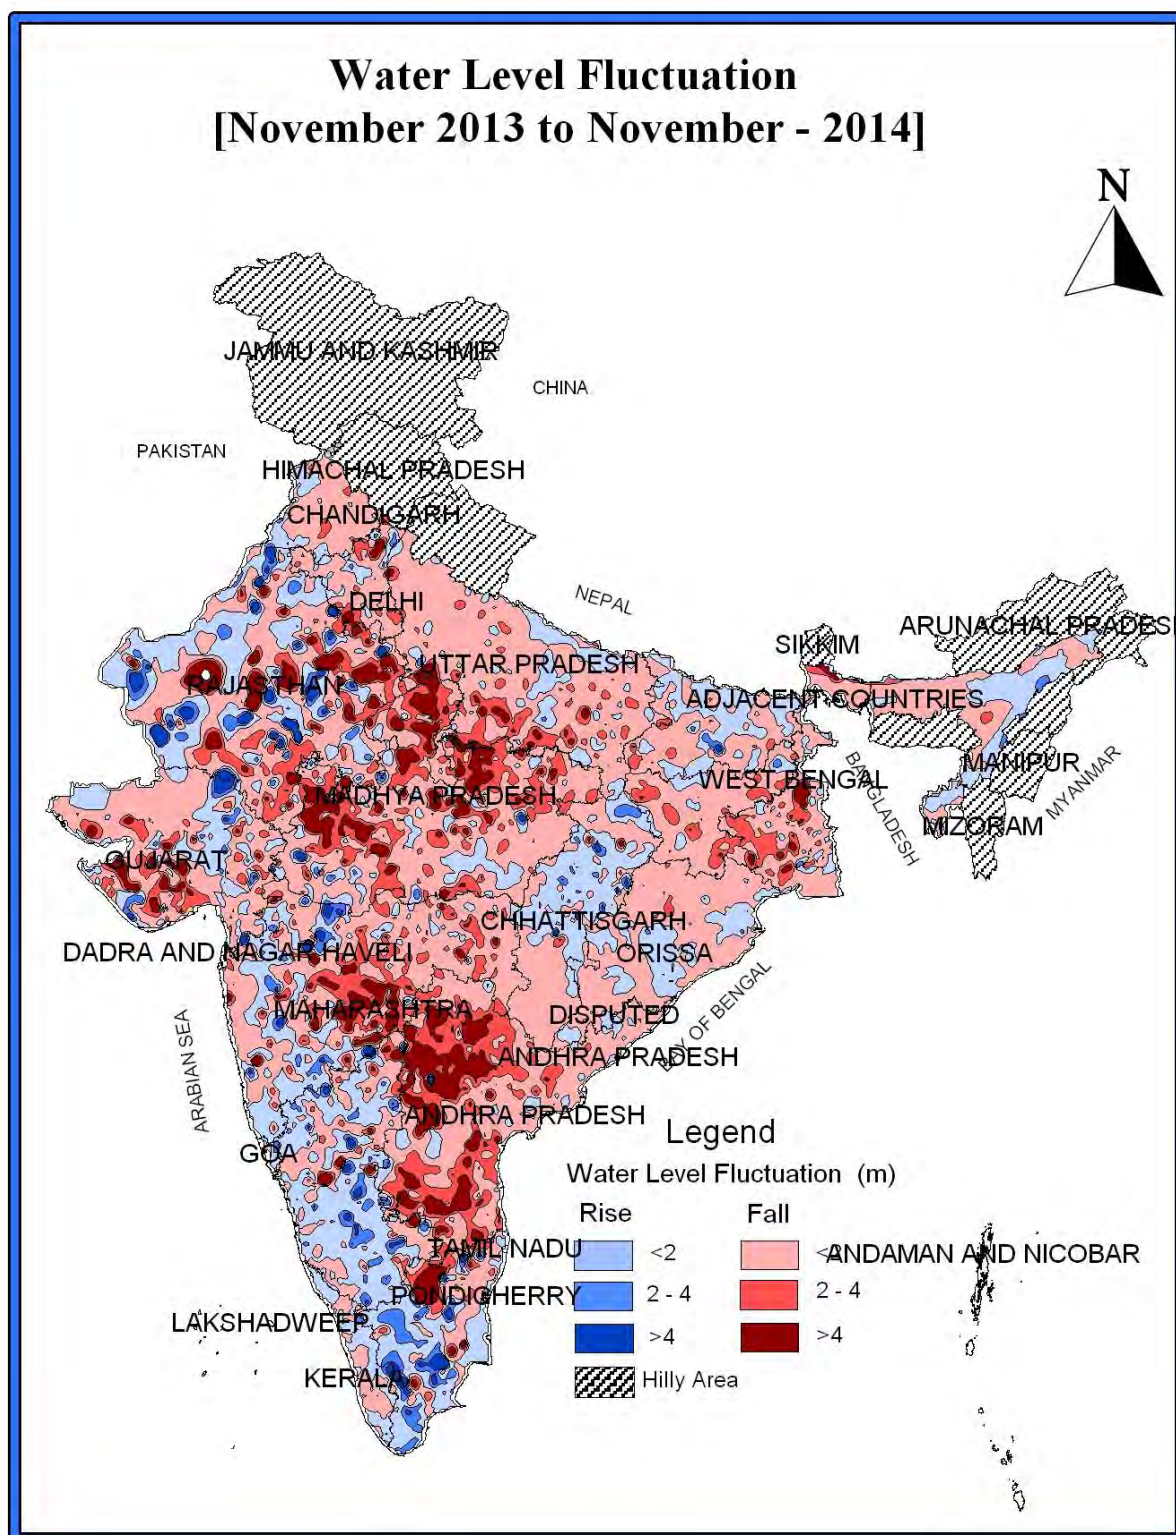 Water Level Fluctuation
[November 2013 to November - 2014]
N
JAMMU AND KASHMIR
CHINA
PAKISTAN
HIMACHAL PRADESH
CHANDIGARH
DELHI
NEPAL
ARUNACHAL PRADESH
SIKKIM
UTTAR PRADESH
RAJASTHAN
ADJACENT COUNTRIES
MANIPUR
WEST BENGAL
BANGLADESH
MYANMAR
MADHYA PRADESH
MIZORAM
GUJARAT
CHHATTISGARH
DADRA AND NAGAR HAVELI
ORISSA
MAHARASHTRA
DISPUTED
BAY OF BENGAL
ARABIAN SEA
ANDHRA PRADESH
ANDHRA PRADESH
GOA
Legend
Water Level Fluctuation (m)
Rise Fall
<2 <2
ANDAMAN AND NICOBAR
TAMIL NADU
2 - 4 2 - 4
PONDIGHERRY
LAKSHADWEEP
>4 >4
KERALA
Hilly Area